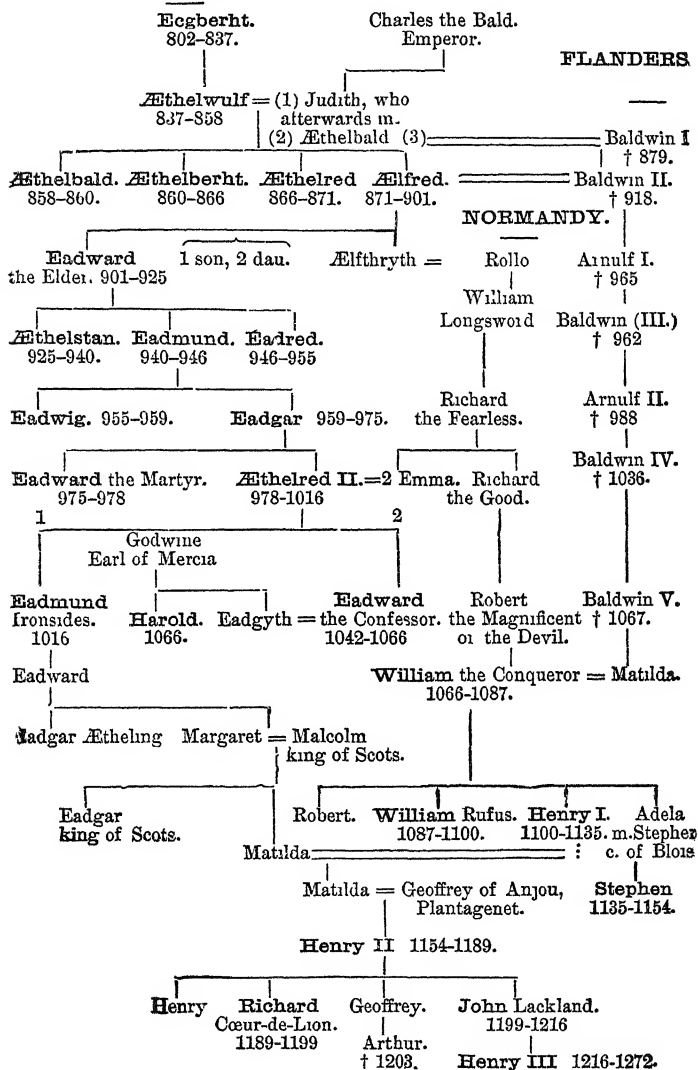 Ecgberht. Charles the Bald.
802–837. Emperor.
FLANDERS
Æthelwulf = (1) Judith, who
837–858 afterwards m.
(2) Æthelbald (3) Baldwin I
† 879.
Æthelbald. Æthelberht. Æthelred Ælfred. Baldwin II.
858–860. 860–866 866–871. 871–901. † 918.
NORMANDY.
Eadward 1 son, 2 dau. Ælfthryth = Rollo Arnulf I.
the Elder. 901–925 † 965
William
Æthelstan. Eadmund. Eadred. Longsword Baldwin (III.)
925–940. 940–946 946–955 † 962
Richard Arnulf II.
Eadwig. 955–959. Eadgar 959–975. the Fearless. † 988
Baldwin IV.
Eadward the Martyr. Æthelred II.=2 Emma. Richard † 1036.
975–978 978-1016 the Good.
1 2
Godwine
Earl of Mercia
Eadmund Eadward Robert Baldwin V.
Ironsides. Harold. Eadgyth = the Confessor. the Magnificent † 1067.
1016 1066. 1042-1066 or the Devil.
Eadward William the Conqueror = Matilda.
1066-1087.
Eadgar Ætheling Margaret = Malcolm
king of Scots.
Eadgar Robert. William Rufus. Henry I. Adela
king of Scots. 1087-1100. 1100-1135. m. Stephen
Matilda c. of Blois
Matilda = Geoffrey of Anjou, Stephen
Plantagenet. 1135-1154.
Henry II 1154-1189.
Henry Richard Geoffrey. John Lackland.
Cœur-de-Lion. 1199-1216
1189-1199 Arthur.
† 1203. Henry III 1216-1272.